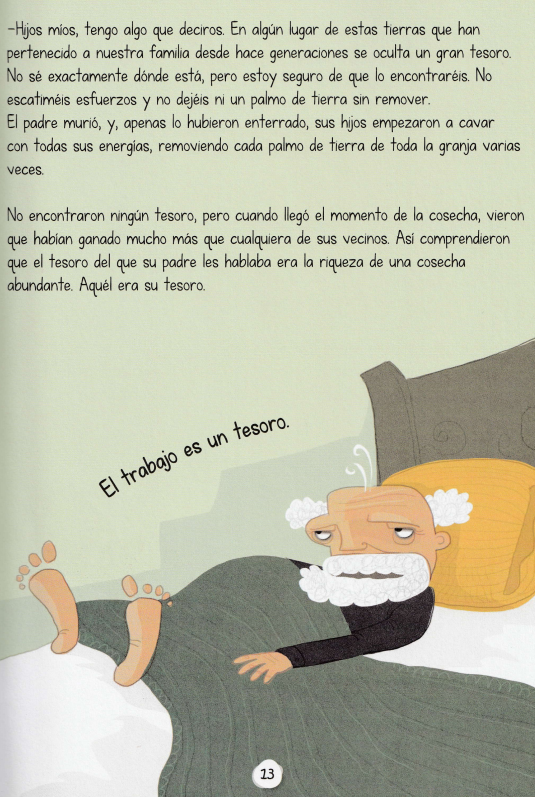 -Hijos míos, tengo algo que deciros. En algún lugar de estas tierras que han
pertenecido a nuestra familia desde hace generaciones se oculta un gran tesoro.
No sé exactamente dónde está, pero estoy seguro de que lo encontraréis. No
escatiméis esfuerzos y no dejéis ni un palmo de tierra sin remover.
El padre murió, y, apenas lo hubieron enterrado, sus hijos empezaron a cavar
con todas sus energías, removiendo cada palmo de tierra de toda la granja varias
veces.
No encontraron ningún tesoro, pero cuando llegó el momento de la cosecha, vieron
que habían ganado mucho más que cualquiera de sus vecinos. Así comprendieron
que el tesoro del que su padre les hablaba era la riqueza de una cosecha
abundante. Aquél era su tesoro.
El trabajo es un tesoro.
13